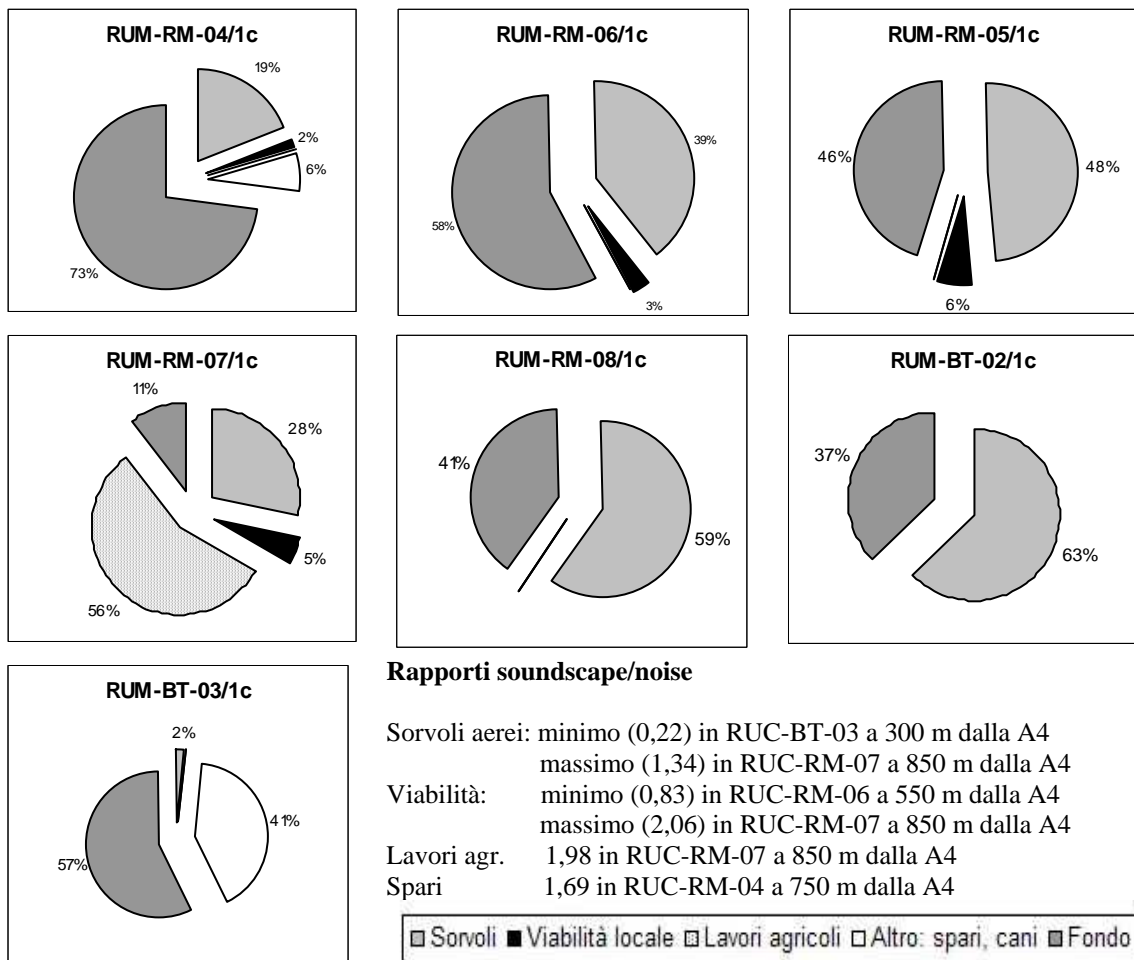 RUM-RM-04/1c
19%
2%
6%
73%
RUM-RM-06/1c
39%
58%
3%
RUM-RM-05/1c
46%
48%
6%
RUM-RM-07/1c
11%
28%
5%
56%
RUM-RM-08/1c
41%
59%
RUM-BT-02/1c
37%
63%
RUM-BT-03/1c
2%
41%
57%
Rapporti soundscape/noise
Sorvoli aerei: minimo (0,22) in RUC-BT-03 a 300 m dalla A4
massimo (1,34) in RUC-RM-07 a 850 m dalla A4
Viabilità: minimo (0,83) in RUC-RM-06 a 550 m dalla A4
massimo (2,06) in RUC-RM-07 a 850 m dalla A4
Lavori agr. 1,98 in RUC-RM-07 a 850 m dalla A4
Spari 1,69 in RUC-RM-04 a 750 m dalla A4
Sorvoli Viabilità locale Lavori agricoli Altro: spari, cani Fondo